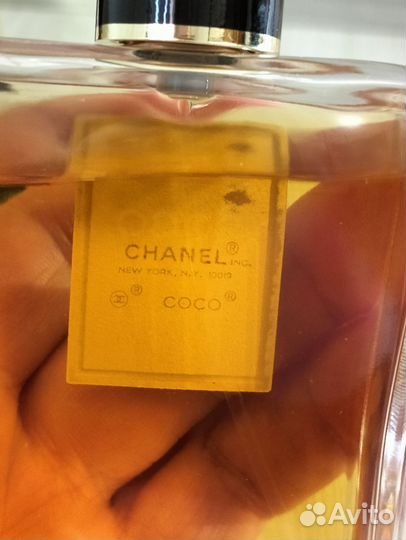 CHANEL® INC.
NEW YORK, N.Y. 10019
® COCO®
Avito